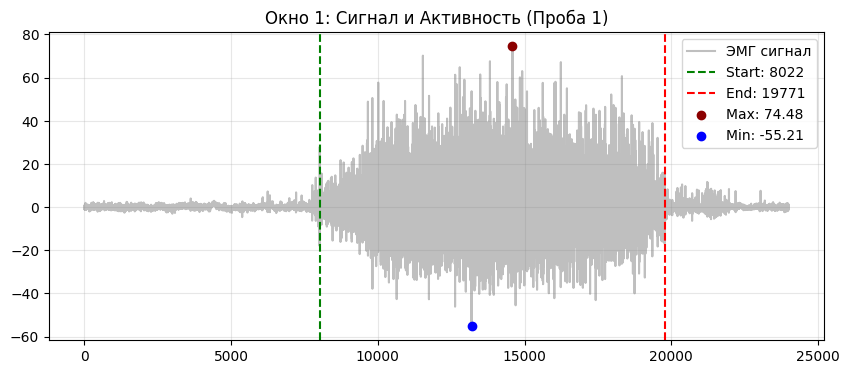 Окно 1: Сигнал и Активность (Проба 1)
80
60
40
20
0
−20
−40
−60
0
5000
10000
15000
20000
25000
ЭМГ сигнал
Start: 8022
End: 19771
Max: 74.48
Min: -55.21